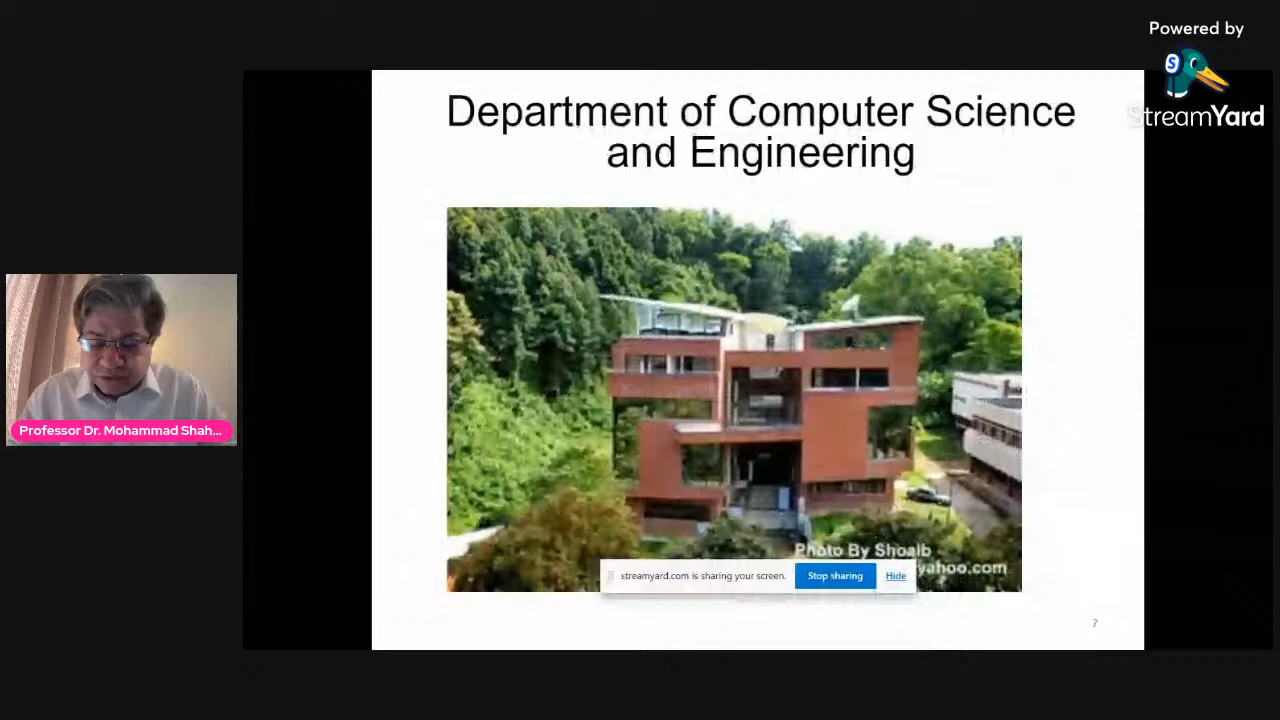 Powered by
StreamYard
Department of Computer Science
and Engineering
Professor Dr. Mohammad Shah...
Photo By Shoaib
yahoo.com
streamyard.com is sharing your screen.
Stop sharing
Hide
7